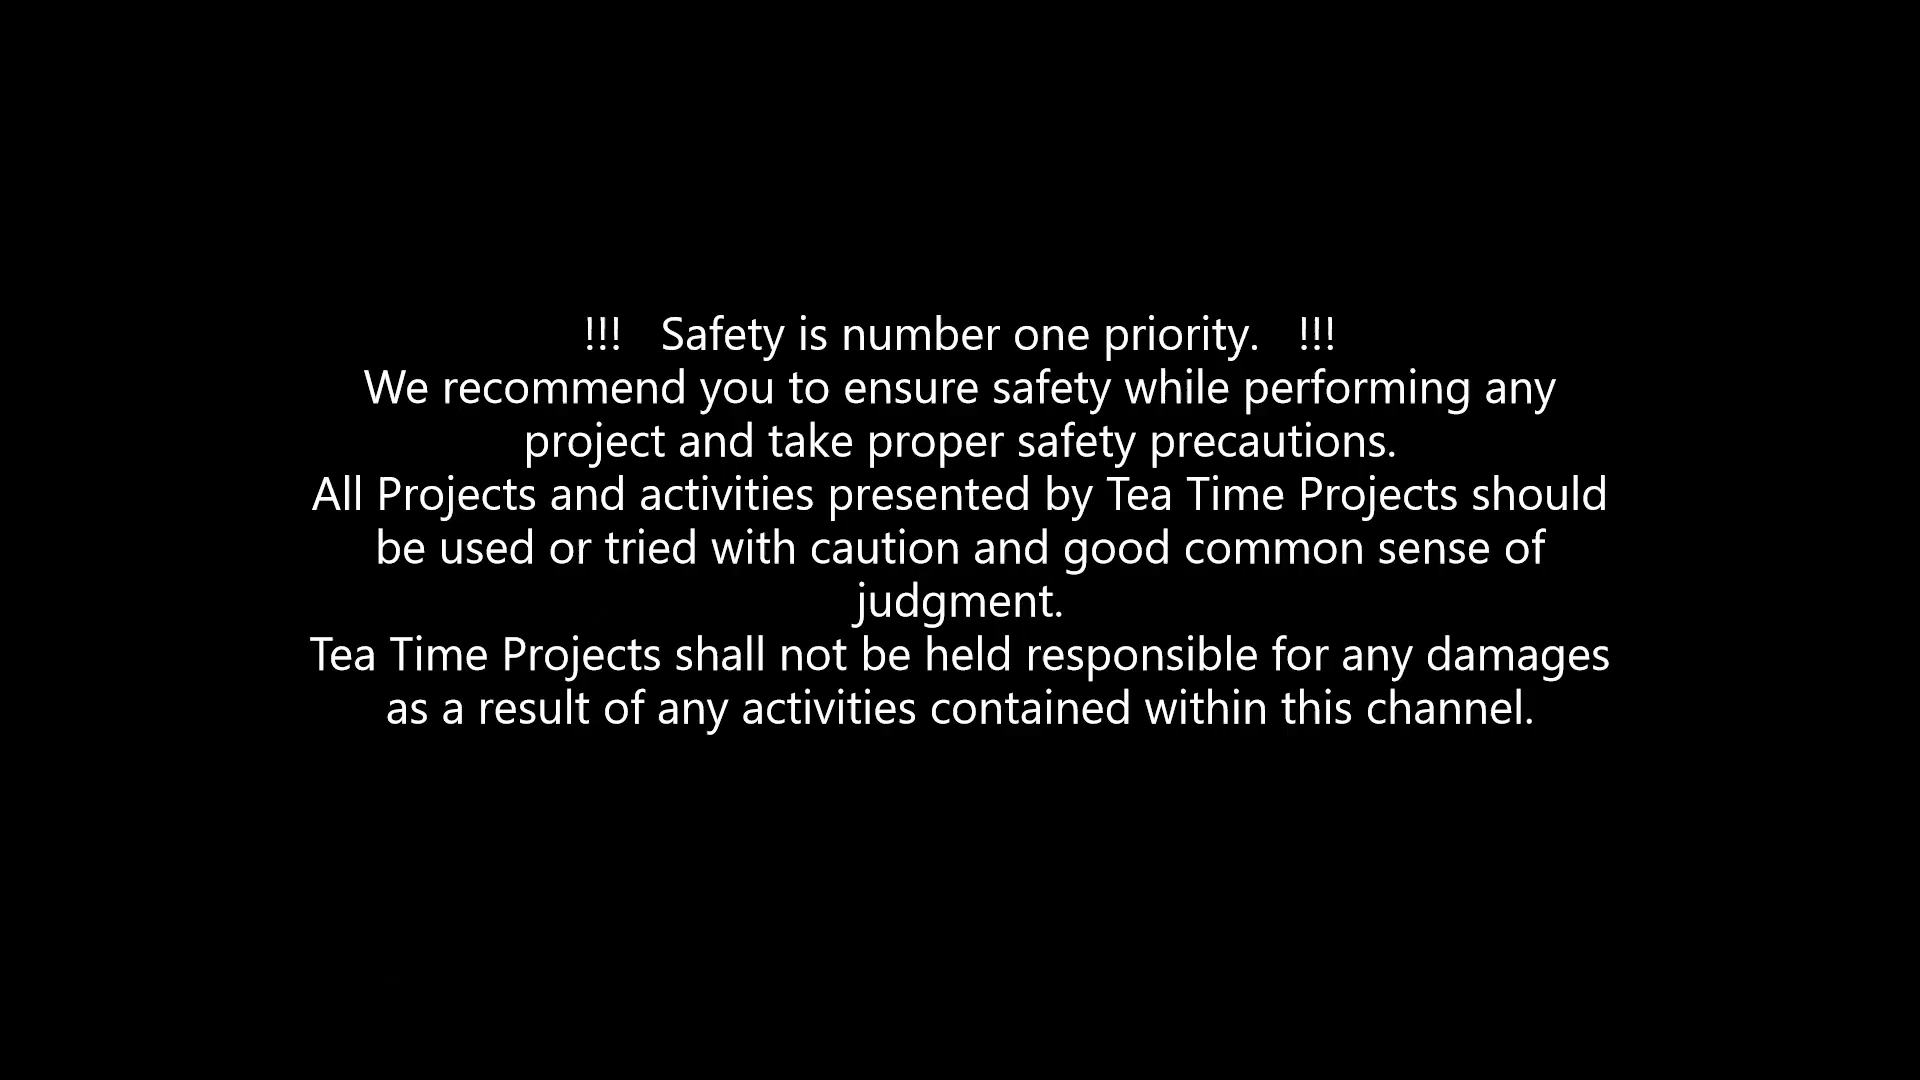 !!!   Safety is number one priority.   !!!
We recommend you to ensure safety while performing any
project and take proper safety precautions.
All Projects and activities presented by Tea Time Projects should
be used or tried with caution and good common sense of
judgment.
Tea Time Projects shall not be held responsible for any damages
as a result of any activities contained within this channel.